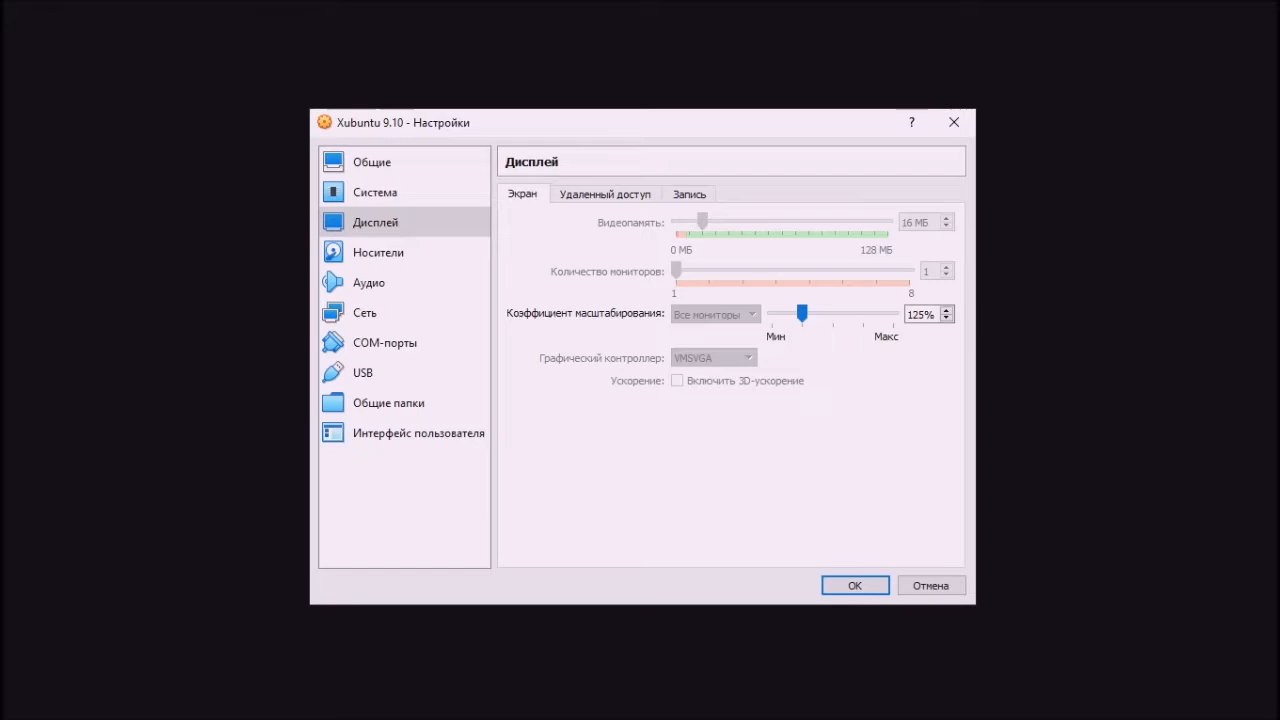 Xubuntu 9.10 - Настройки ?
Общие
Система
Дисплей
Носители
Аудио
Сеть
COM-порты
USB
Общие папки
Интерфейс пользователя
Дисплей
Экран Удаленный доступ Запись
Видеопамять: 16 МБ
0 МБ 128 МБ
Количество мониторов: 1
1 8
Коэффициент масштабирования: Все мониторы 125%
Мин Макс
Графический контроллер: VMSVGA
Ускорение: Включить 3D-ускорение
OK Отмена